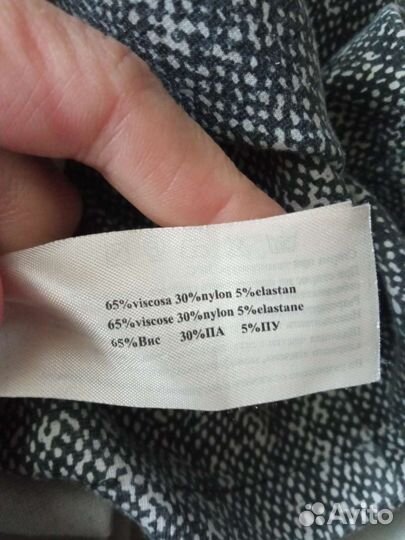 65%viscosa 30%nylon 5%elastan
65%viscose 30%nylon 5%elastane
65%Вис 30%ПА 5%ПУ
Avito